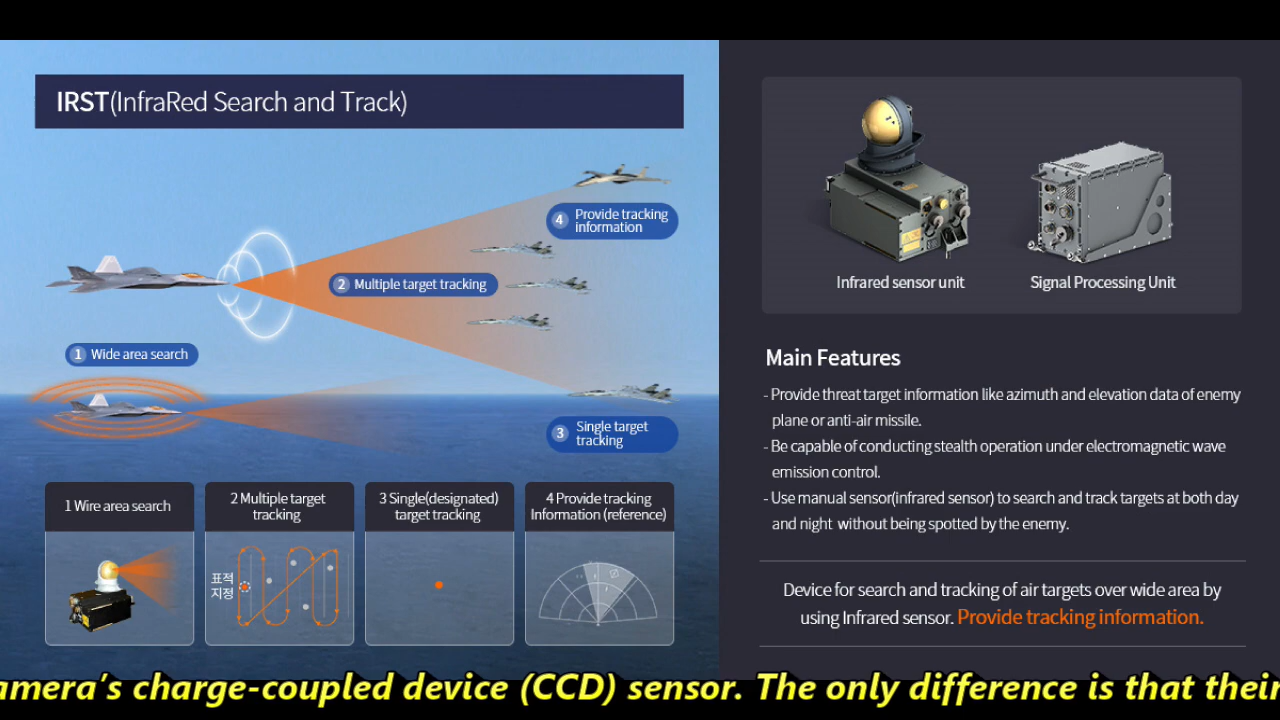 IRST(InfraRed Search and Track)
4 Provide tracking
information
2 Multiple target tracking
1 Wide area search
3 Single target
tracking
1 Wire area search
2 Multiple target
tracking
3 Single(designated)
target tracking
4 Provide tracking
Information (reference)
표적
지정
Infrared sensor unit
Signal Processing Unit
Main Features
- Provide threat target information like azimuth and elevation data of enemy
plane or anti-air missile.
- Be capable of conducting stealth operation under electromagnetic wave
emission control.
- Use manual sensor(infrared sensor) to search and track targets at both day
and night without being spotted by the enemy.
Device for search and tracking of air targets over wide area by
using Infrared sensor. Provide tracking information.
amera's charge-coupled device (CCD) sensor. The only difference is that their